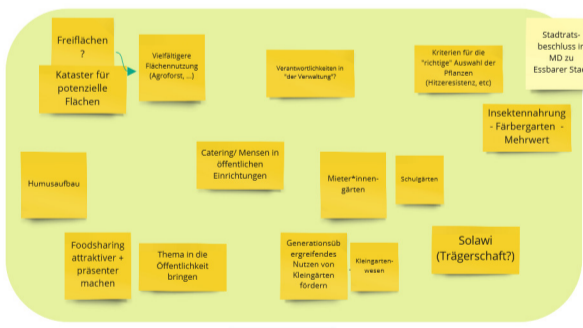 Freiflächen
?
Kataster für
potenzielle
Flächen
Vielfältigere
Flächennutzung
(Agroforst, ...)
Verantwortlichkeiten in
"der Verwaltung"?
Kriterien für die
"richtige" Auswahl der
Pflanzen
(Hitzeresistenz, etc)
Stadtrats-
beschluss in
MD zu
Essbarer Stad
Insektennahrung
- Färbergarten -
Mehrwert
Humusaufbau
Catering/ Mensen in
öffentlichen
Einrichtungen
Mieter*innen-
gärten
Schulgärten
Foodsharing
attraktiver +
präsenter
machen
Thema in die
Öffentlichkeit
bringen
Generationsüb
ergreifendes
Nutzen von
Kleingärten
fördern
Kleingarten-
wesen
Solawi
(Trägerschaft?)